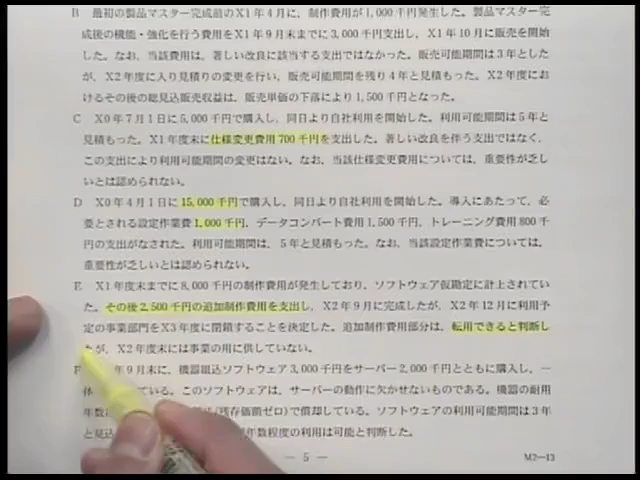 B 最初の製品マスター完成前のX1年4月に,制作費用が1,000千円発生した。製品マスター完
成後の機能・強化を行う費用をX1年9月末までに3,000千円支出し,X1年10月に販売を開始
した。なお,当該費用は,著しい改良に該当する支出ではなかった。販売可能期間は3年とした
が,X2年度に入り見積りの変更を行い,販売可能期間を残り4年と見積もった。X2年度にお
けるその後の総見込販売収益は,販売単価の下落により1,500千円となった。
C X0年7月1日に5,000千円で購入し,同日より自社利用を開始した。利用可能期間は5年と
見積もった。X1年度末に仕様変更費用700千円を支出した。著しい改良を伴う支出ではなく,
この支出により利用可能期間の変更はない。なお,当該仕様変更費用については,重要性が乏し
いとは認められない。
D X0年4月1日に15,000千円で購入し,同日より自社利用を開始した。導入にあたって,必
要とされる設定作業費1,000千円,データコンバート費用1,500千円,トレーニング費用800千
円の支出がなされた。利用可能期間は,5年と見積もった。なお,当該設定作業費については,
重要性が乏しいとは認められない。
E X1年度末までに8,000千円の制作費用が発生しており,ソフトウェア仮勘定に計上されてい
た。その後2,500千円の追加制作費用を支出し,X2年9月に完成したが,X2年12月に利用予
定の事業部門をX3年度に閉鎖することを決定した。追加制作費用部分は,転用できると判断し
たが,X2年度末には事業の用に供していない。
年9月末に,機器組込ソフトウェア3,000千円をサーバー2,000千円とともに購入し,一
体 ている。このソフトウェアは,サーバーの動作に欠かせないものである。機器の耐用
年数 (残存価額ゼロ)で償却している。ソフトウェアの利用可能期間は3年
と見込 年数程度の利用は可能と判断した。
— 5 —
M2—13